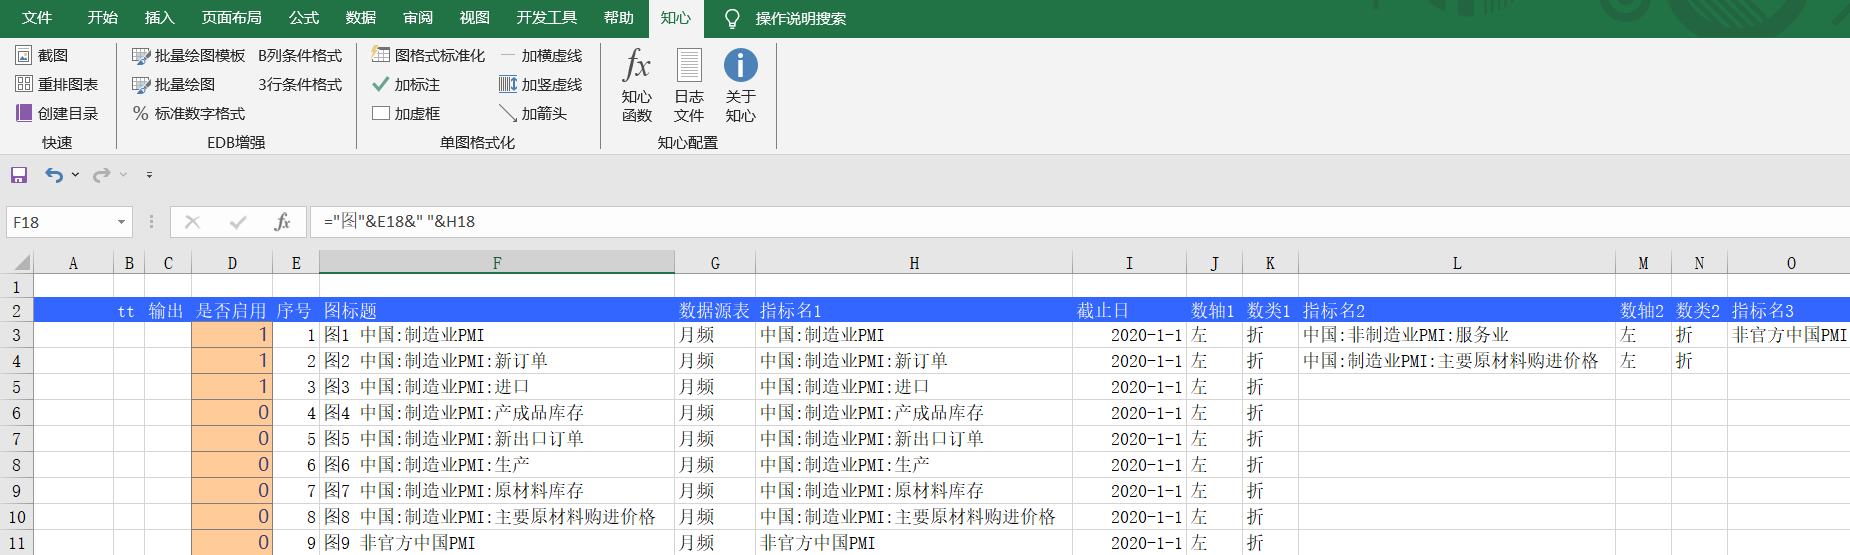 文件 开始 插入 页面布局 公式 数据 审阅 视图 开发工具 帮助 知心 操作说明搜索
截图 批量绘图模板 B列条件格式 图格式标准化 加横虚线
重排图表 批量绘图 3行条件格式 加标注 加竖虚线
创建目录 % 标准数字格式 加虚框 加箭头
fx 知心函数 日志文件 关于知心
快速 EDB增强 单图格式化 知心配置
F18 fx ="图"&E18&" "&H18
A B C D E F G H I J K L M N O
1
2 tt 输出 是否启用 序号 图标题 数据源表 指标名1 截止日 数轴1 数类1 指标名2 数轴2 数类2 指标名3
3 1 1 图1 中国:制造业PMI 月频 中国:制造业PMI 2020-1-1 左 折 中国:非制造业PMI:服务业 左 折 非官方中国PMI
4 1 2 图2 中国:制造业PMI:新订单 月频 中国:制造业PMI:新订单 2020-1-1 左 折 中国:制造业PMI:主要原材料购进价格 左 折
5 1 3 图3 中国:制造业PMI:进口 月频 中国:制造业PMI:进口 2020-1-1 左 折
6 0 4 图4 中国:制造业PMI:产成品库存 月频 中国:制造业PMI:产成品库存 2020-1-1 左 折
7 0 5 图5 中国:制造业PMI:新出口订单 月频 中国:制造业PMI:新出口订单 2020-1-1 左 折
8 0 6 图6 中国:制造业PMI:生产 月频 中国:制造业PMI:生产 2020-1-1 左 折
9 0 7 图7 中国:制造业PMI:原材料库存 月频 中国:制造业PMI:原材料库存 2020-1-1 左 折
10 0 8 图8 中国:制造业PMI:主要原材料购进价格 月频 中国:制造业PMI:主要原材料购进价格 2020-1-1 左 折
11 0 9 图9 非官方中国PMI 月频 非官方中国PMI 2020-1-1 左 折